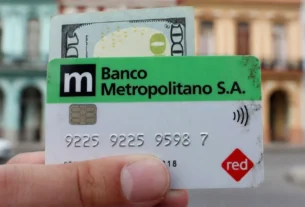 m Banco
Metropolitano S.A.
9225 9225 9598 7
red